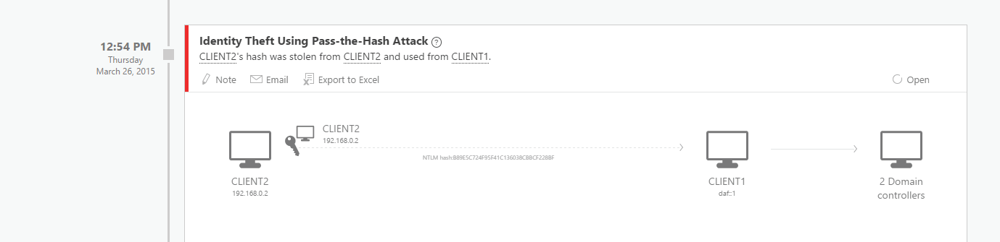 12:54 PM
Thursday
March 26, 2015
Identity Theft Using Pass-the-Hash Attack ?
CLIENT2's hash was stolen from CLIENT2 and used from CLIENT1.
Note Email Export to Excel Open
CLIENT2
192.168.0.2
NTLM hash:B89E5C724F95F41C136038CBBCF228BF
CLIENT2
192.168.0.2
CLIENT1
daf::1
2 Domain
controllers